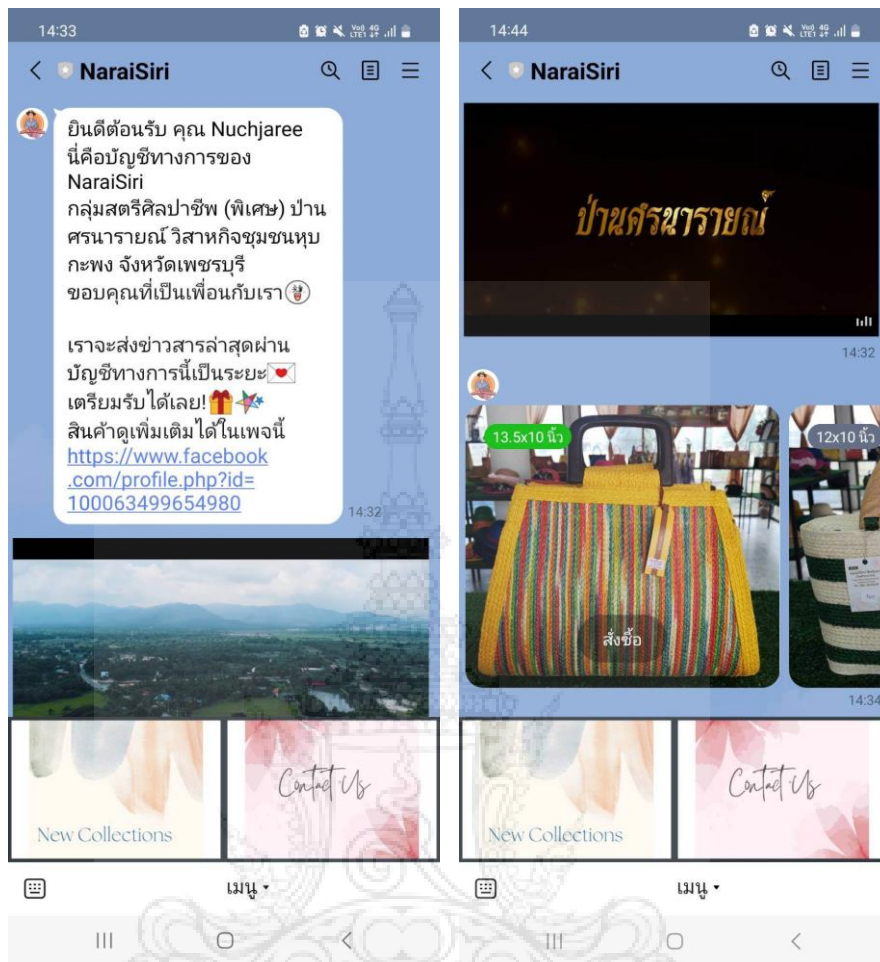 14:33
VoD 4G
LTE1
NaraiSiri
ยินดีต้อนรับ คุณ Nuchjaree
นี่คือบัญชีทางการของ
NaraiSiri
กลุ่มสตรีศิลปาชีพ (พิเศษ) ป่าน
ศรนารายณ์ วิสาหกิจชุมชนหุบ
กะพง จังหวัดเพชรบุรี
ขอบคุณที่เป็นเพื่อนกับเรา
เราจะส่งข่าวสารล่าสุดผ่าน
บัญชีทางการนี้เป็นระยะ
เตรียมรับได้เลย!
สินค้าดูเพิ่มเติมได้ในเพจนี้
https://www.facebook
.com/profile.php?id=
100063499654980
14:32
New Collections
Contact Us
เมนู
14:44
VoD 4G
LTE1
NaraiSiri
ป่านศรนารายณ์
14:32
13.5x10 นิ้ว
12x10 นิ้ว
สั่งซื้อ
14:34
New Collections
Contact Us
เมนู